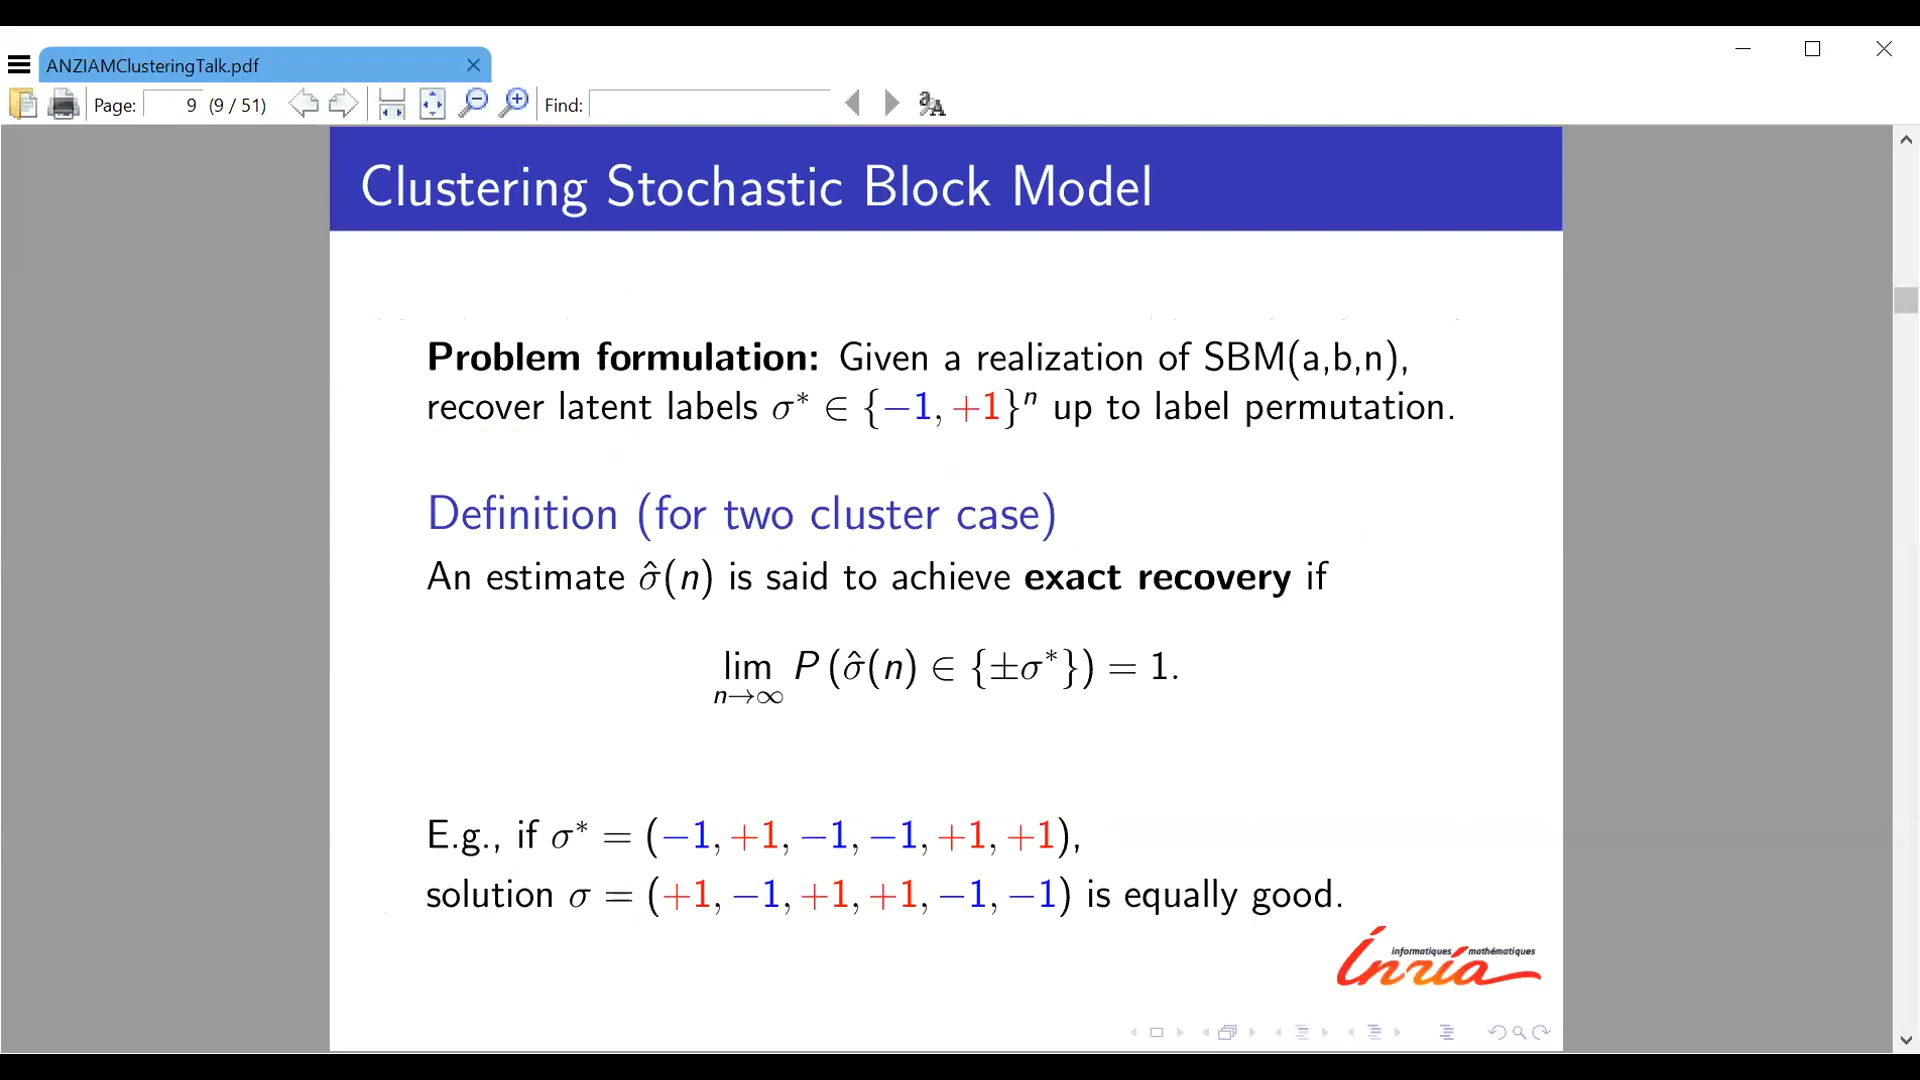 ANZIAMClusteringTalk.pdf
Page: 9 (9 / 51) Find:
Clustering Stochastic Block Model
Problem formulation: Given a realization of SBM(a,b,n),
recover latent labels σ* ∈ {−1, +1}ⁿ up to label permutation.
Definition (for two cluster case)
An estimate σ̂(n) is said to achieve exact recovery if
lim P (σ̂(n) ∈ {±σ*}) = 1.
n→∞
E.g., if σ* = (−1, +1, −1, −1, +1, +1),
solution σ = (+1, −1, +1, +1, −1, −1) is equally good.
informatiques mathématiques
Inria